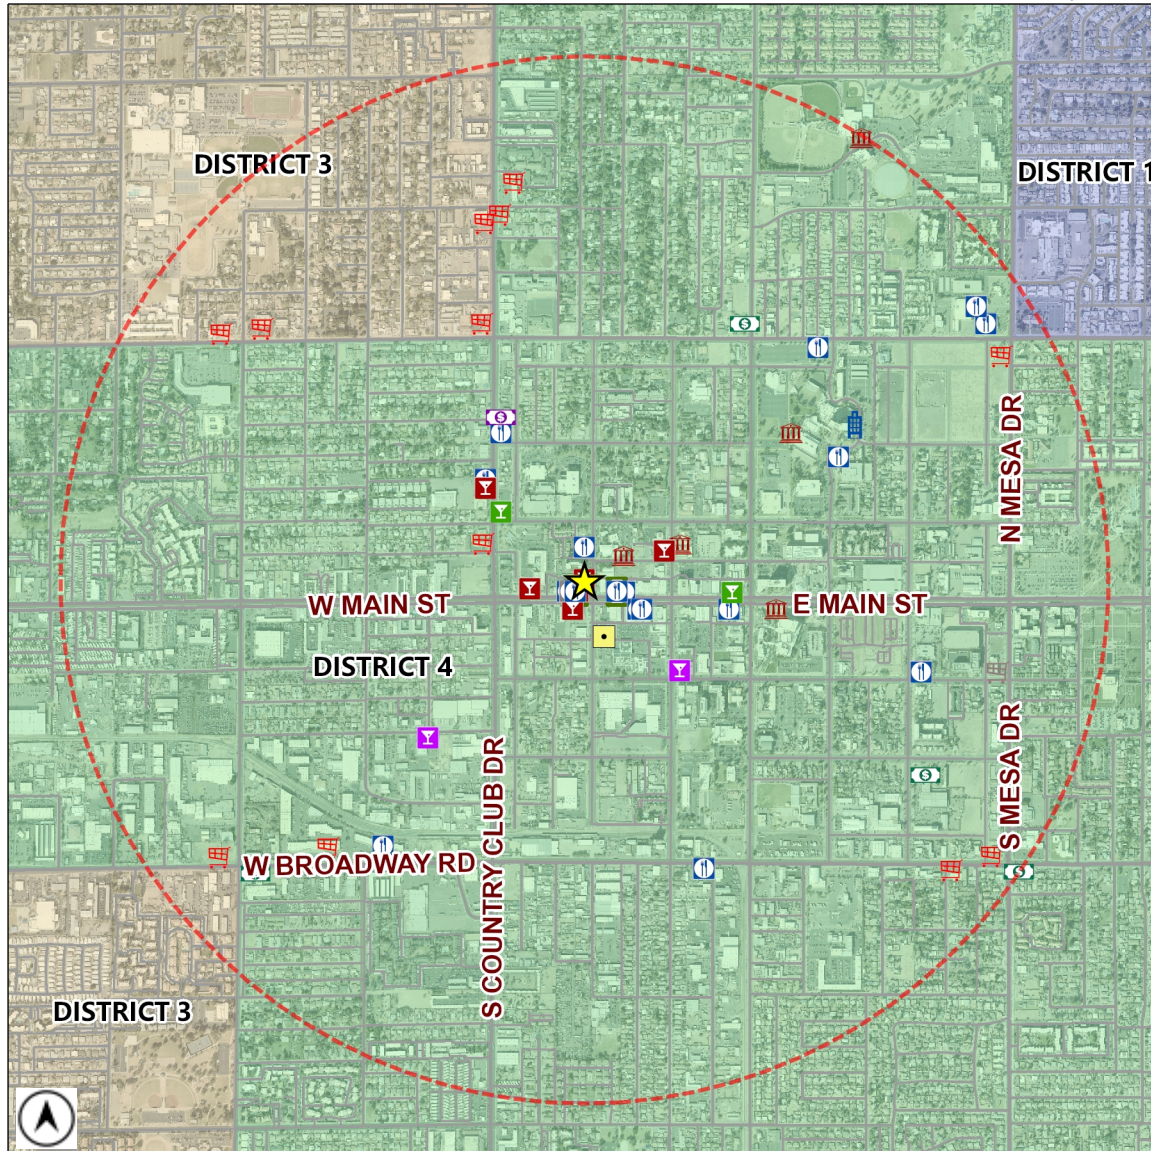 DISTRICT 3
DISTRICT 1
N MESA DR
W MAIN ST
E MAIN ST
DISTRICT 4
S COUNTRY CLUB DR
S MESA DR
W BROADWAY RD
DISTRICT 3